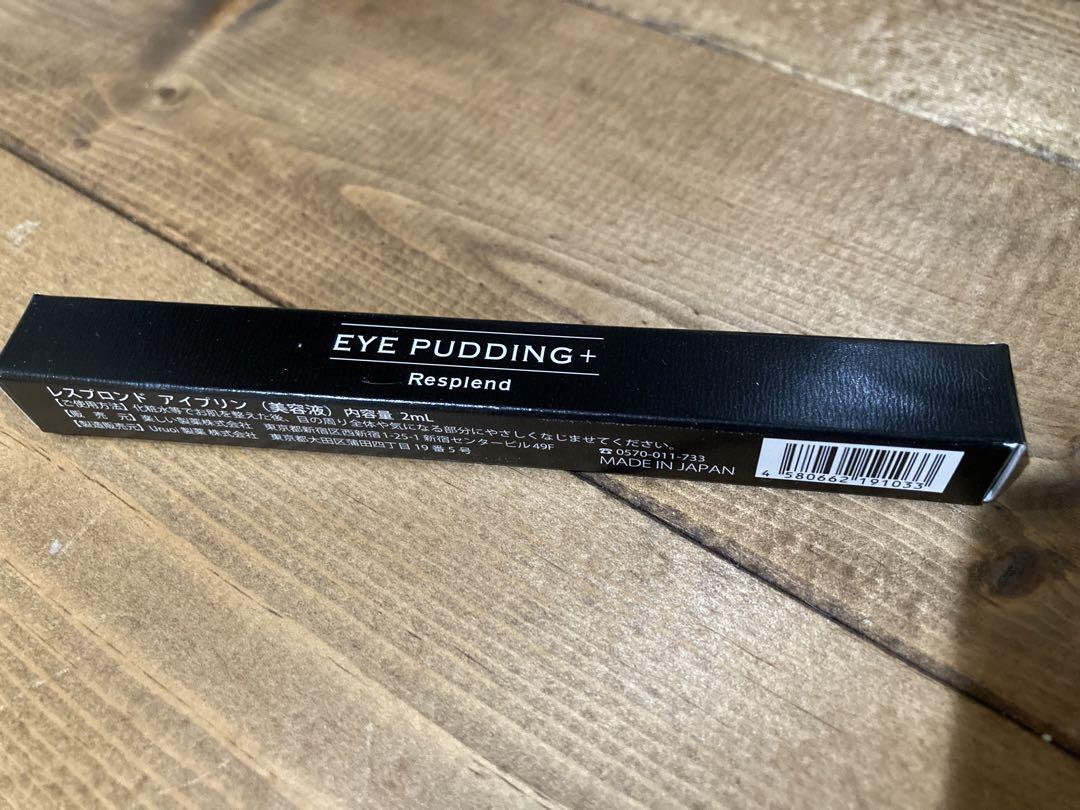 EYE PUDDING+
Resplend
レスプロンド アイプリン（美容液）内容量 2mL
【ご使用方法】化粧水等でお肌を整えた後、目の周り全体や気になる部分にやさしくなじませてください。
【販 売 元】美しい製薬株式会社 東京都新宿区西新宿1-25-1 新宿センタービル49F
☎0570-011-733
【製造販売元】Unoi 製薬 株式会社 東京都大田区蒲田四丁目19番5号
MADE IN JAPAN
4 580662 191033